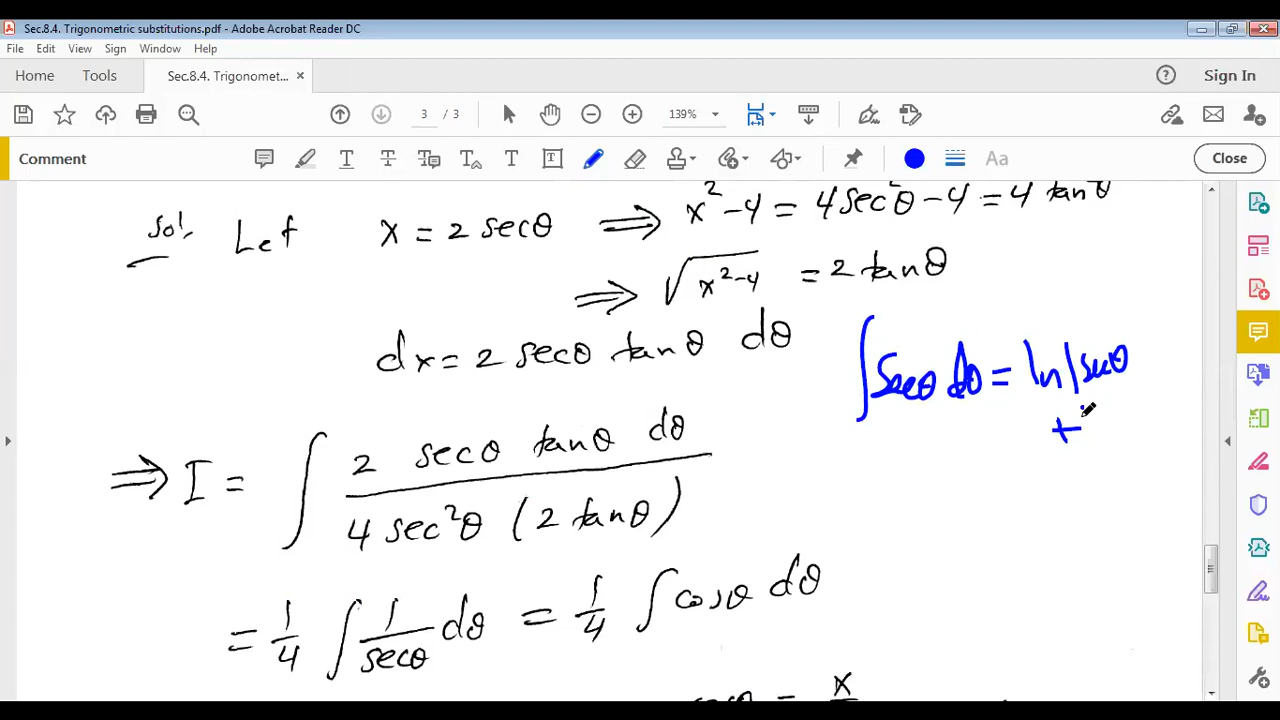 Sec.8.4. Trigonometric substitutions.pdf - Adobe Acrobat Reader DC
File Edit View Sign Window Help
Home Tools Sec.8.4. Trigonomet... × Sign In
3 / 3 139%
Comment Aa Close
Sol. Let x = 2 secθ ⟹ x² - 4 = 4 sec²θ - 4 = 4 tan²θ
⟹ √(x² - 4) = 2 tanθ
dx = 2 secθ tanθ dθ
∫ secθ dθ = ln |secθ
+
⟹ I = ∫ (2 secθ tanθ dθ) / (4 sec²θ (2 tanθ))
= 1/4 ∫ 1/secθ dθ = 1/4 ∫ cosθ dθ
= x